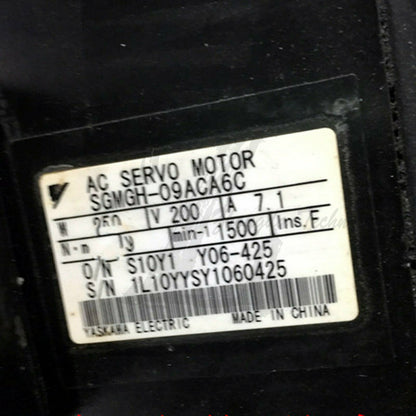 AC SERVO MOTOR
SGMGH-09ACA6C
W 250 V 200 A 7.1
N·m min-1 1500 Ins. F
O/N S10Y1 Y06-425
S/N 1L10YYSY1060425
YASKAWA ELECTRIC MADE IN CHINA